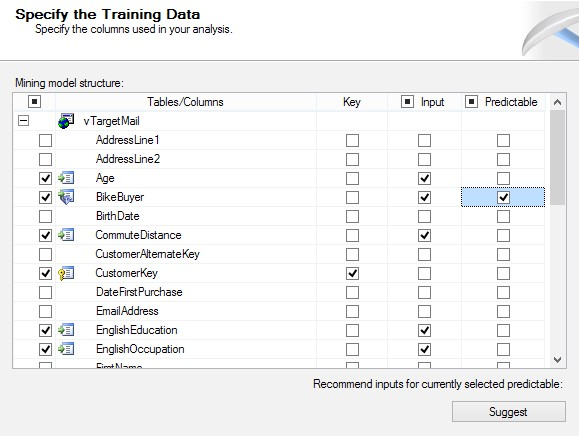 Specify the Training Data
Specify the columns used in your analysis.
Mining model structure:
Tables/Columns Key Input Predictable
vTargetMail
AddressLine1
AddressLine2
Age
BikeBuyer
BirthDate
CommuteDistance
CustomerAlternateKey
CustomerKey
DateFirstPurchase
EmailAddress
EnglishEducation
EnglishOccupation
FirstName
Recommend inputs for currently selected predictable:
Suggest